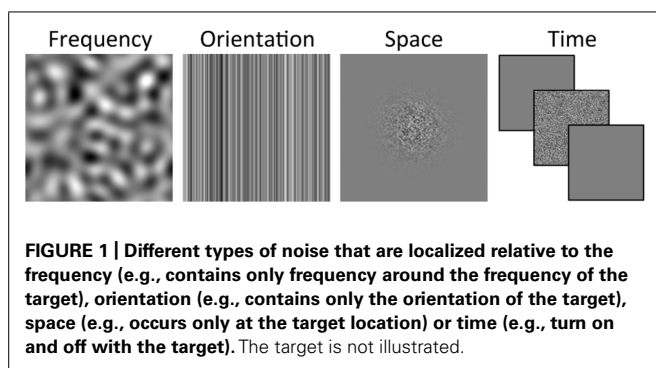 Frequency Orientation Space Time
FIGURE 1 | Different types of noise that are localized relative to the
frequency (e.g., contains only frequency around the frequency of the
target), orientation (e.g., contains only the orientation of the target),
space (e.g., occurs only at the target location) or time (e.g., turn on
and off with the target). The target is not illustrated.